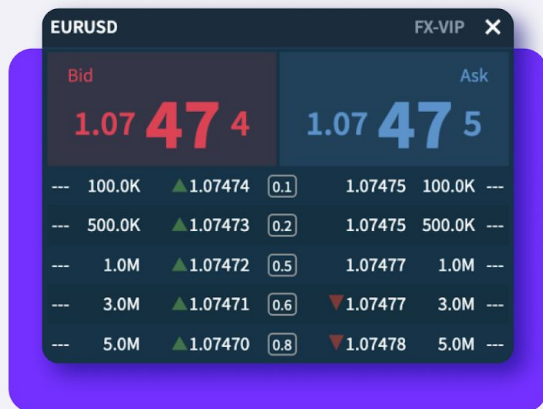 EURUSD FX-VIP ✕
Bid Ask
1.07 47 4 1.07 47 5
--- 100.0K ▲1.07474 0.1 1.07475 100.0K ---
--- 500.0K ▲1.07473 0.2 1.07475 500.0K ---
--- 1.0M ▲1.07472 0.5 1.07477 1.0M ---
--- 3.0M ▲1.07471 0.6 ▼1.07477 3.0M ---
--- 5.0M ▲1.07470 0.8 ▼1.07478 5.0M ---